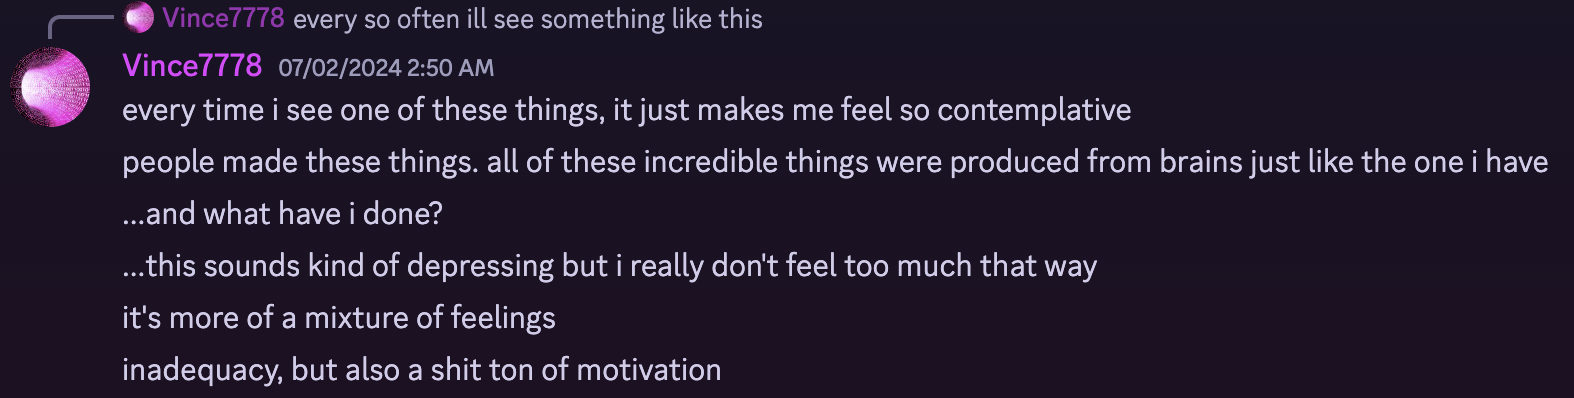 Vince7778 every so often ill see something like this
Vince7778 07/02/2024 2:50 AM
every time i see one of these things, it just makes me feel so contemplative
people made these things. all of these incredible things were produced from brains just like the one i have
...and what have i done?
...this sounds kind of depressing but i really don't feel too much that way
it's more of a mixture of feelings
inadequacy, but also a shit ton of motivation